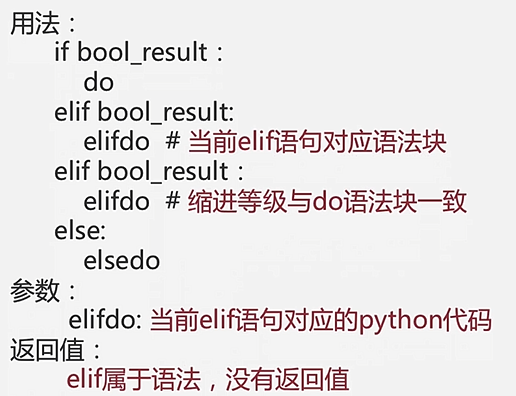 用法：
if bool_result：
do
elif bool_result:
elifdo # 当前elif语句对应语法块
elif bool_result：
elifdo # 缩进等级与do语法块一致
else:
elsedo
参数：
elifdo: 当前elif语句对应的python代码
返回值：
elif属于语法，没有返回值